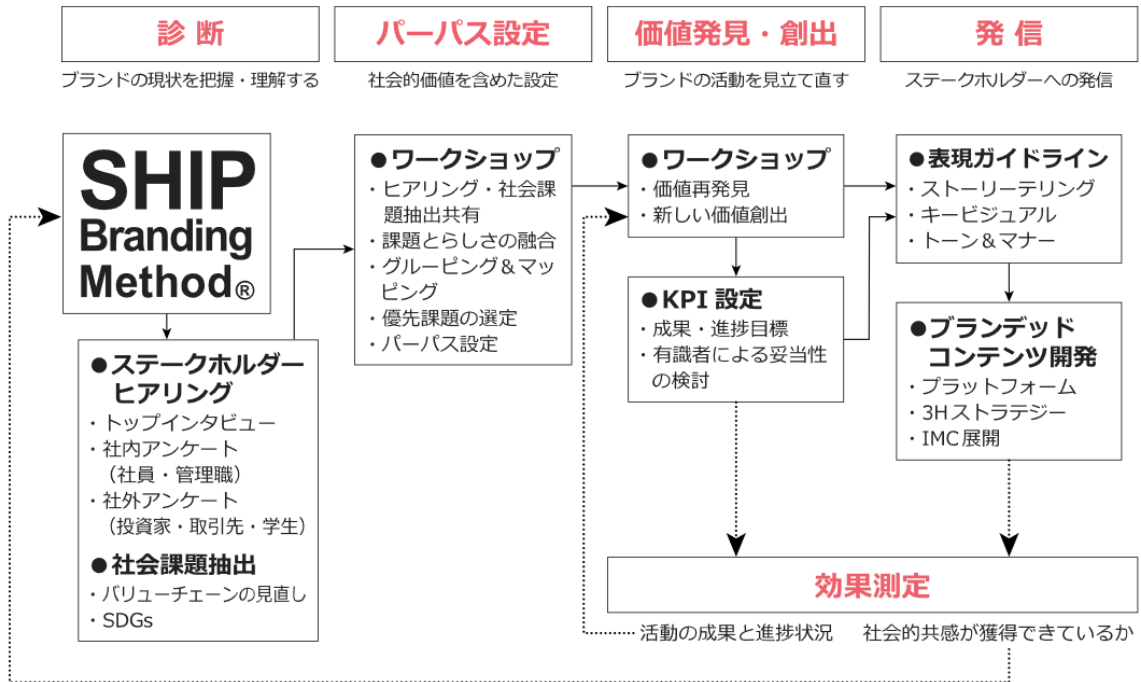 診 断
ブランドの現状を把握・理解する
パーパス設定
社会的価値を含めた設定
価値発見・創出
ブランドの活動を見立て直す
発 信
ステークホルダーへの発信
SHIP
Branding
Method®
●ステークホルダー
ヒアリング
・トップインタビュー
・社内アンケート
（社員・管理職）
・社外アンケート
（投資家・取引先・学生）
●社会課題抽出
・バリューチェーンの見直し
・SDGs
●ワークショップ
・ヒアリング・社会課
題抽出共有
・課題とらしさの融合
・グルーピング＆マッ
ピング
・優先課題の選定
・パーパス設定
●ワークショップ
・価値再発見
・新しい価値創出
●KPI 設定
・成果・進捗目標
・有識者による妥当性
の検討
●表現ガイドライン
・ストーリーテリング
・キービジュアル
・トーン＆マナー
●ブランデッド
コンテンツ開発
・プラットフォーム
・3Hストラテジー
・IMC展開
効果測定
活動の成果と進捗状況
社会的共感が獲得できているか